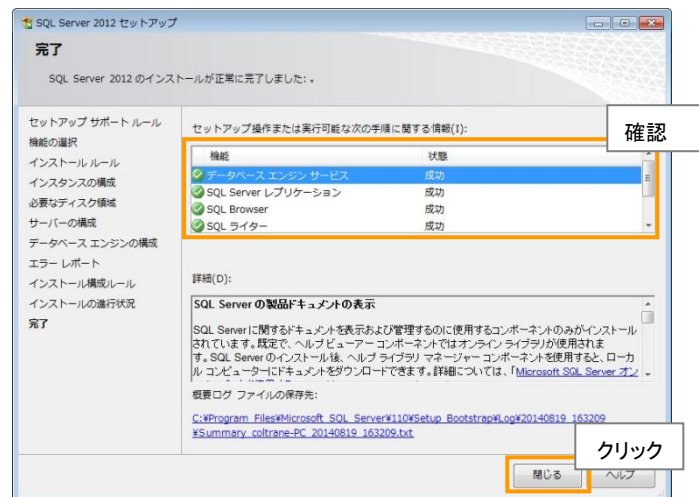 SQL Server 2012 セットアップ
完了
SQL Server 2012 のインストールが正常に完了しました: 。
セットアップ サポート ルール
機能の選択
インストール ルール
インスタンスの構成
必要なディスク領域
サーバーの構成
データベース エンジンの構成
エラー レポート
インストール構成ルール
インストールの進行状況
完了
セットアップ操作または実行可能な次の手順に関する情報(I):
確認
機能 状態
データベース エンジン サービス 成功
SQL Server レプリケーション 成功
SQL Browser 成功
SQL ライター 成功
詳細(D):
SQL Server の製品ドキュメントの表示
SQL Server に関するドキュメントを表示および管理するのに使用するコンポーネントのみがインストール
されています。既定で、ヘルプ ビューアー コンポーネントではオンライン ライブラリが使用されま
す。SQL Server のインストール後、ヘルプ ライブラリ マネージャー コンポーネントを使用すると、ローカ
ル コンピューターにドキュメントをダウンロードできます。詳細については、「Microsoft SQL Server オン
概要ログ ファイルの保存先:
C:¥Program Files¥Microsoft SQL Server¥110¥Setup Bootstrap¥Log¥20140819_163209
¥Summary_coltrane-PC_20140819_163209.txt
クリック
閉じる
ヘルプ